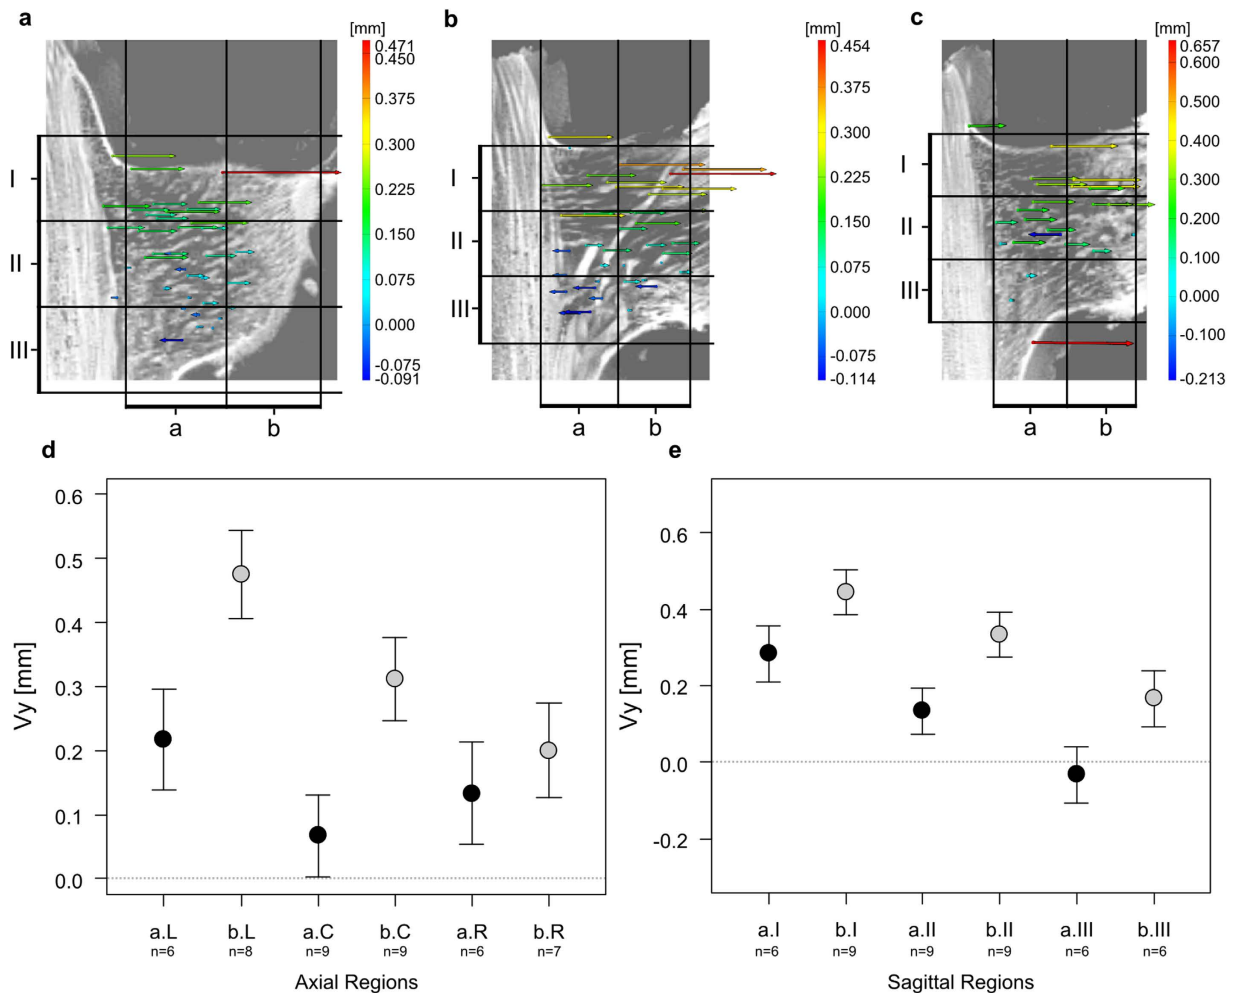 a
[mm]
0.471
0.450
0.375
0.300
0.225
0.150
0.075
0.000
-0.075
-0.091
I
II
III
a
b
b
[mm]
0.454
0.375
0.300
0.225
0.150
0.075
0.000
-0.075
-0.114
I
II
III
a
b
c
[mm]
0.657
0.600
0.500
0.400
0.300
0.200
0.100
0.000
-0.100
-0.213
I
II
III
a
b
d
0.6
0.5
0.4
0.3
0.2
0.1
0.0
Vy [mm]
a.L b.L a.C b.C a.R b.R
n=6 n=8 n=9 n=9 n=6 n=7
Axial Regions
e
0.6
0.4
0.2
0.0
-0.2
Vy [mm]
a.I b.I a.II b.II a.III b.III
n=6 n=9 n=9 n=9 n=6 n=6
Sagittal Regions